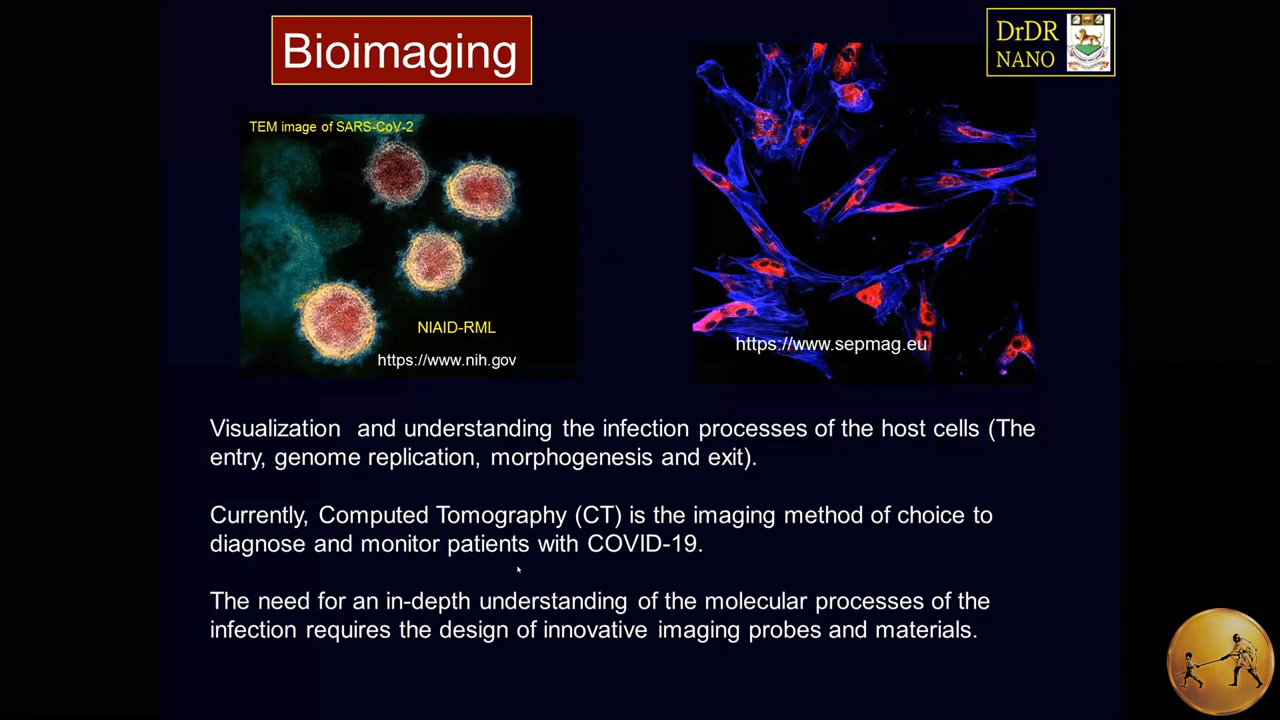 Bioimaging
DrDR
NANO
TEM image of SARS-CoV-2
NIAID-RML
https://www.nih.gov
https://www.sepmag.eu
Visualization and understanding the infection processes of the host cells (The
entry, genome replication, morphogenesis and exit).
Currently, Computed Tomography (CT) is the imaging method of choice to
diagnose and monitor patients with COVID-19.
The need for an in-depth understanding of the molecular processes of the
infection requires the design of innovative imaging probes and materials.